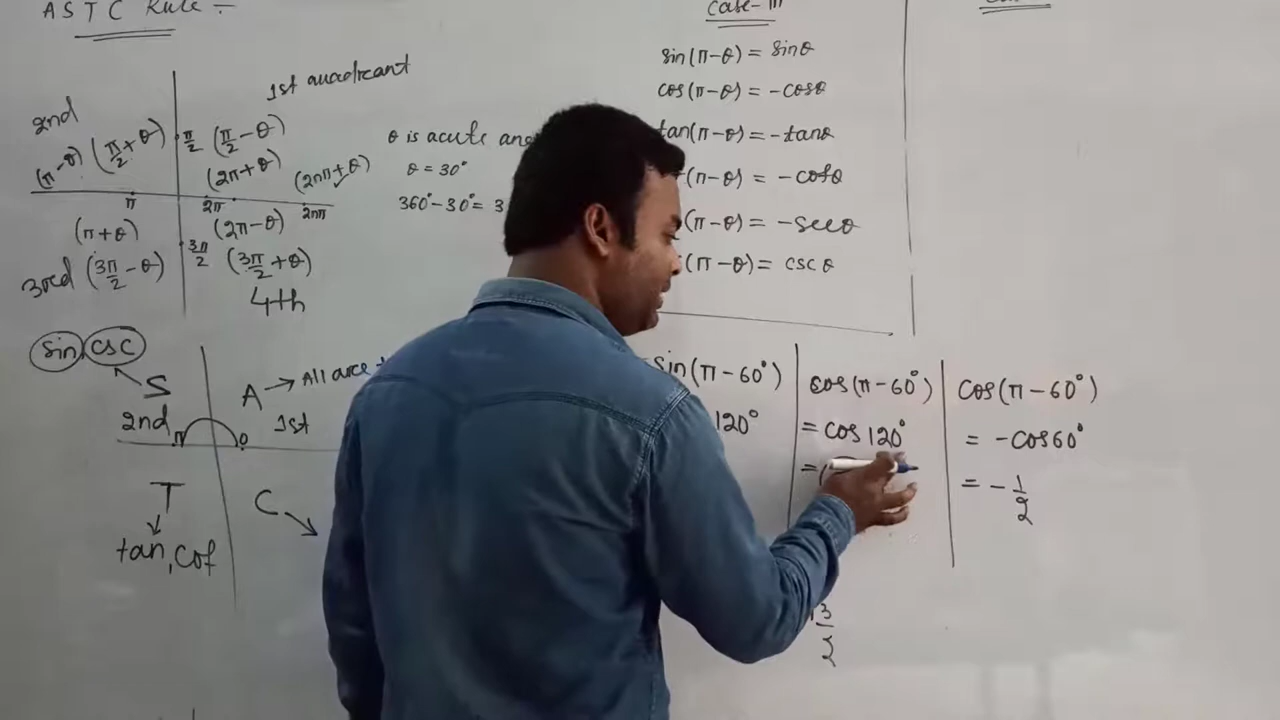 ASTC Rule :-
Case-III
1st quadrant
2nd
(π-θ) (π/2+θ)
π/2 (π/2-θ)
(2π+θ) (2nπ+θ)
π 2π 2nπ
(π+θ) (2π-θ)
3rd (3π/2-θ)
3π/2 (3π/2+θ)
4th
θ is acute
θ = 30°
360°-30° = 3
sin(π-θ) = sinθ
cos(π-θ) = -cosθ
tan(π-θ) = -tanθ
(π-θ) = -cotθ
(π-θ) = -secθ
(π-θ) = cscθ
sin csc
S
2nd
π 0
A → All are
1st
T
tan, cot
C
sin(π-60°)
120°
3/2
cos(π-60°)
= cos120°
=
cos(π-60°)
= -cos60°
= -1/2